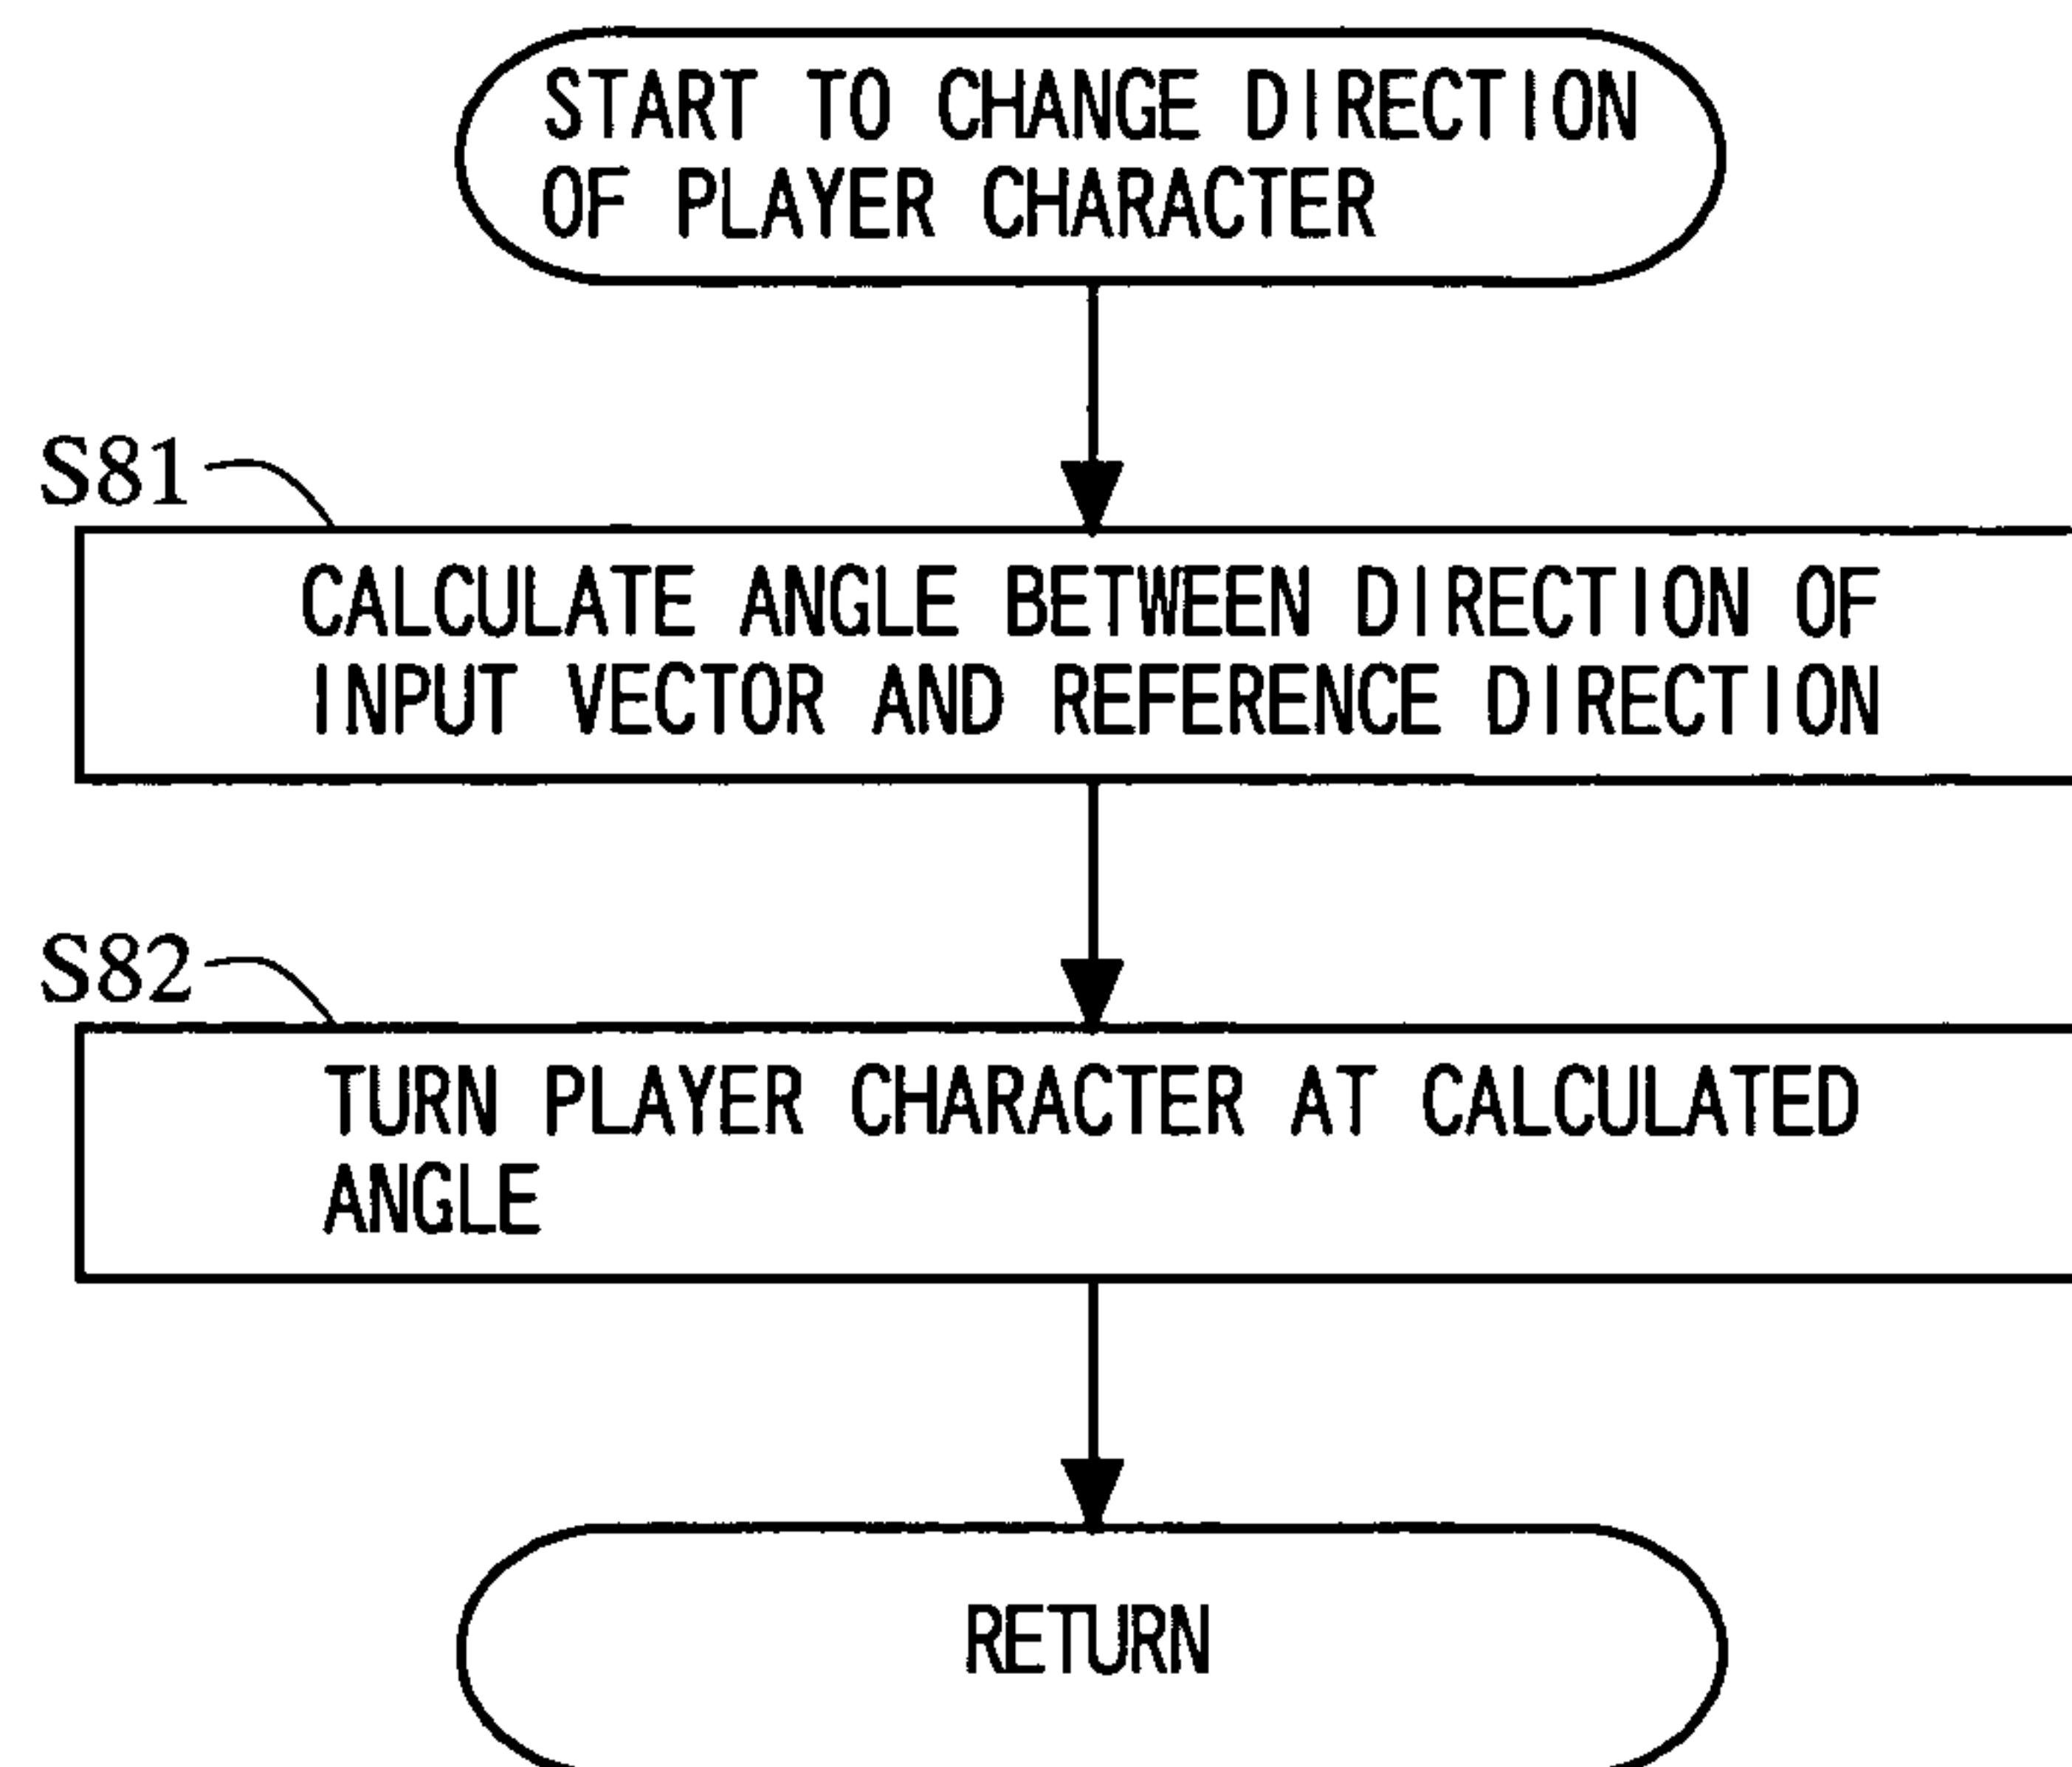 START TO CHANGE DIRECTION
OF PLAYER CHARACTER
S81
CALCULATE ANGLE BETWEEN DIRECTION OF
INPUT VECTOR AND REFERENCE DIRECTION
S82
TURN PLAYER CHARACTER AT CALCULATED
ANGLE
RETURN